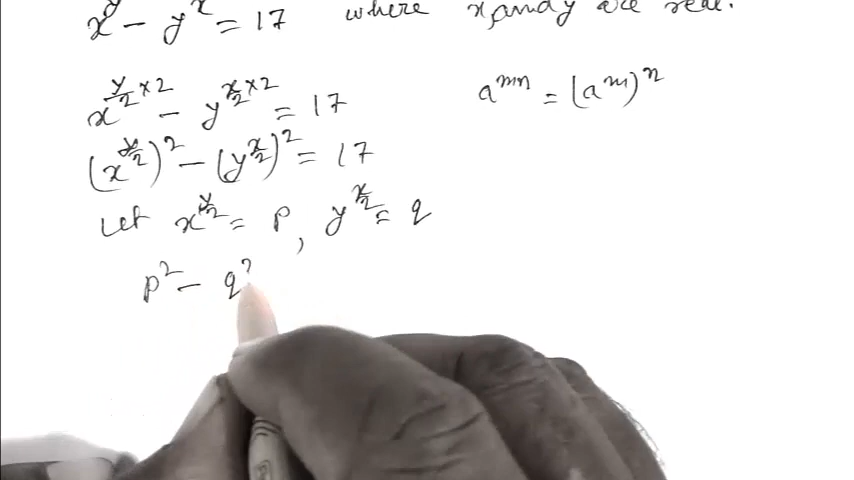 x^y - y^x = 17 where x, and y are real.
x^{y/2 × 2} - y^{x/2 × 2} = 17 a^{mn} = (a^m)^n
(x^{y/2})^2 - (y^{x/2})^2 = 17
Let x^{y/2} = p, y^{x/2} = q
p^2 - q^2